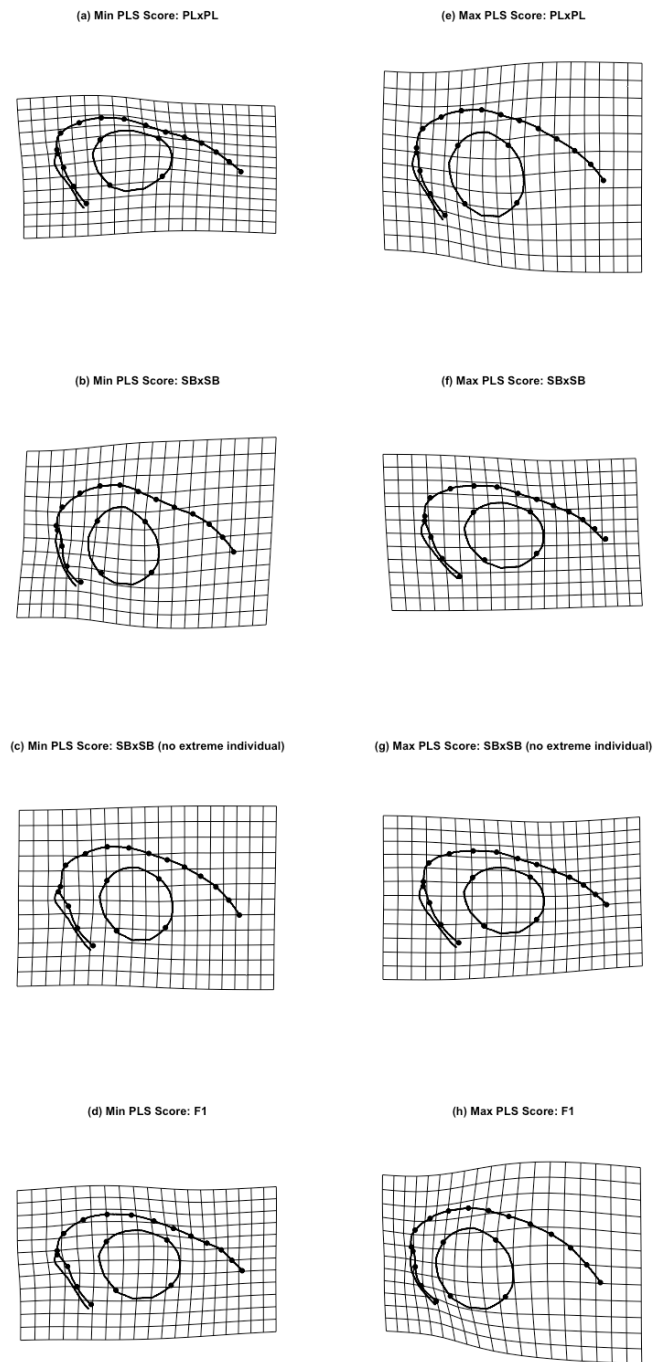 (a) Min PLS Score: PLxPL
(e) Max PLS Score: PLxPL
(b) Min PLS Score: SBxSB
(f) Max PLS Score: SBxSB
(c) Min PLS Score: SBxSB (no extreme individual)
(g) Max PLS Score: SBxSB (no extreme individual)
(d) Min PLS Score: F1
(h) Max PLS Score: F1